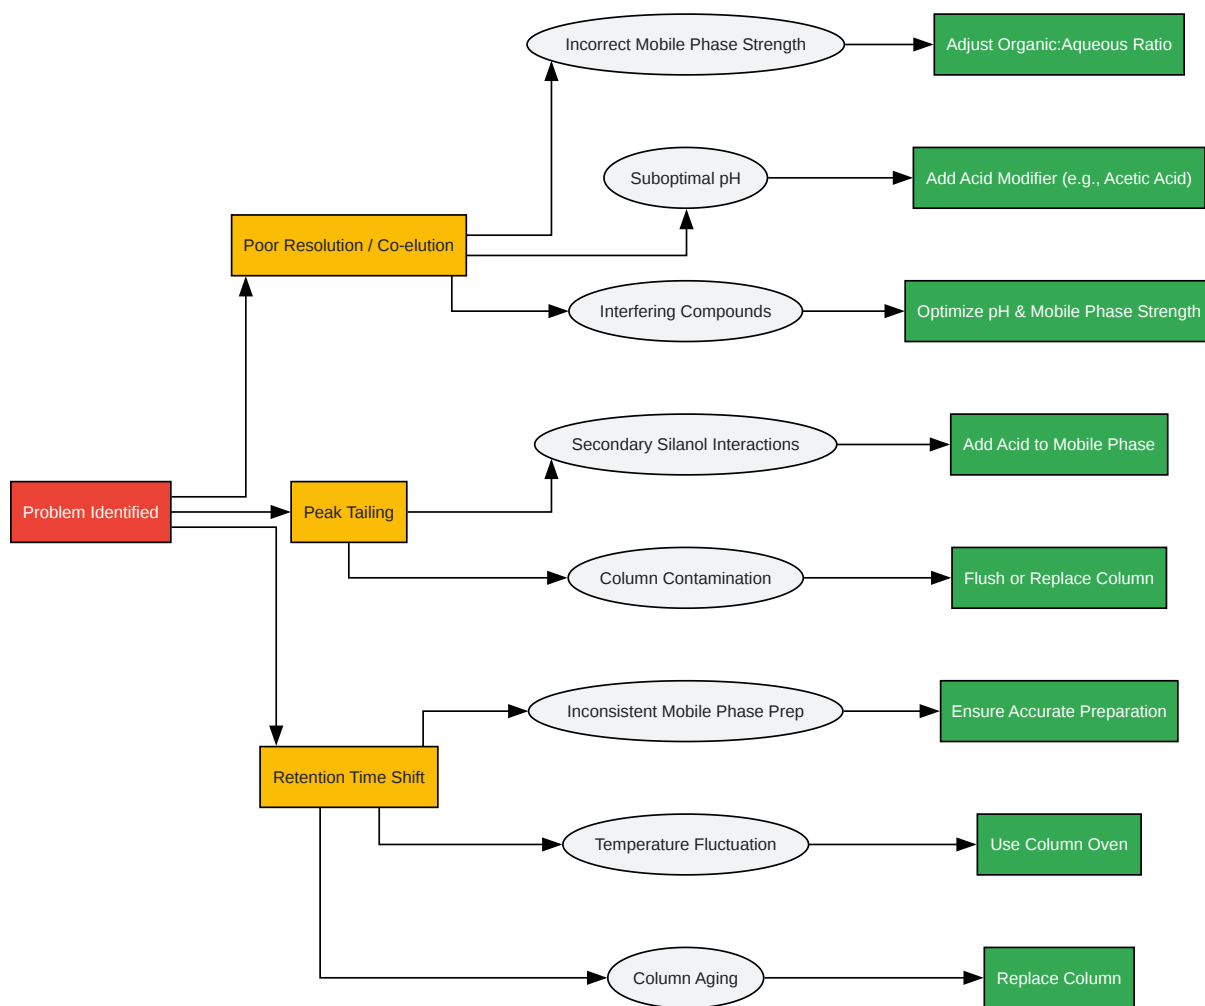 Incorrect Mobile Phase Strength
Adjust Organic:Aqueous Ratio
Suboptimal pH
Add Acid Modifier (e.g., Acetic Acid)
Poor Resolution / Co-elution
Interfering Compounds
Optimize pH & Mobile Phase Strength
Secondary Silanol Interactions
Add Acid to Mobile Phase
Problem Identified
Peak Tailing
Column Contamination
Flush or Replace Column
Inconsistent Mobile Phase Prep
Ensure Accurate Preparation
Retention Time Shift
Temperature Fluctuation
Use Column Oven
Column Aging
Replace Column